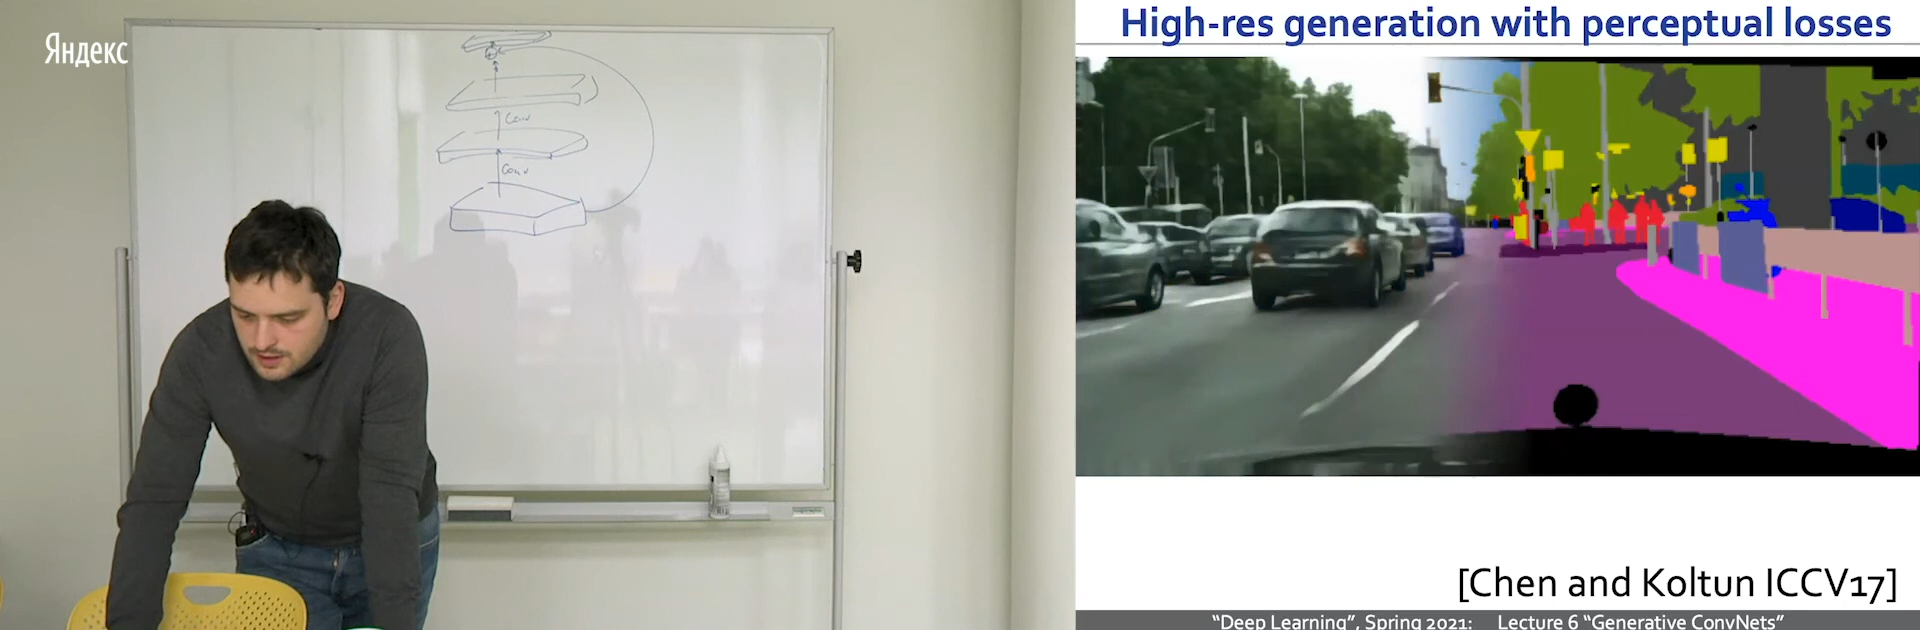 Яндекс
Conv
Conv
High-res generation with perceptual losses
[Chen and Koltun ICCV17]
“Deep Learning”, Spring 2021: Lecture 6 “Generative ConvNets”